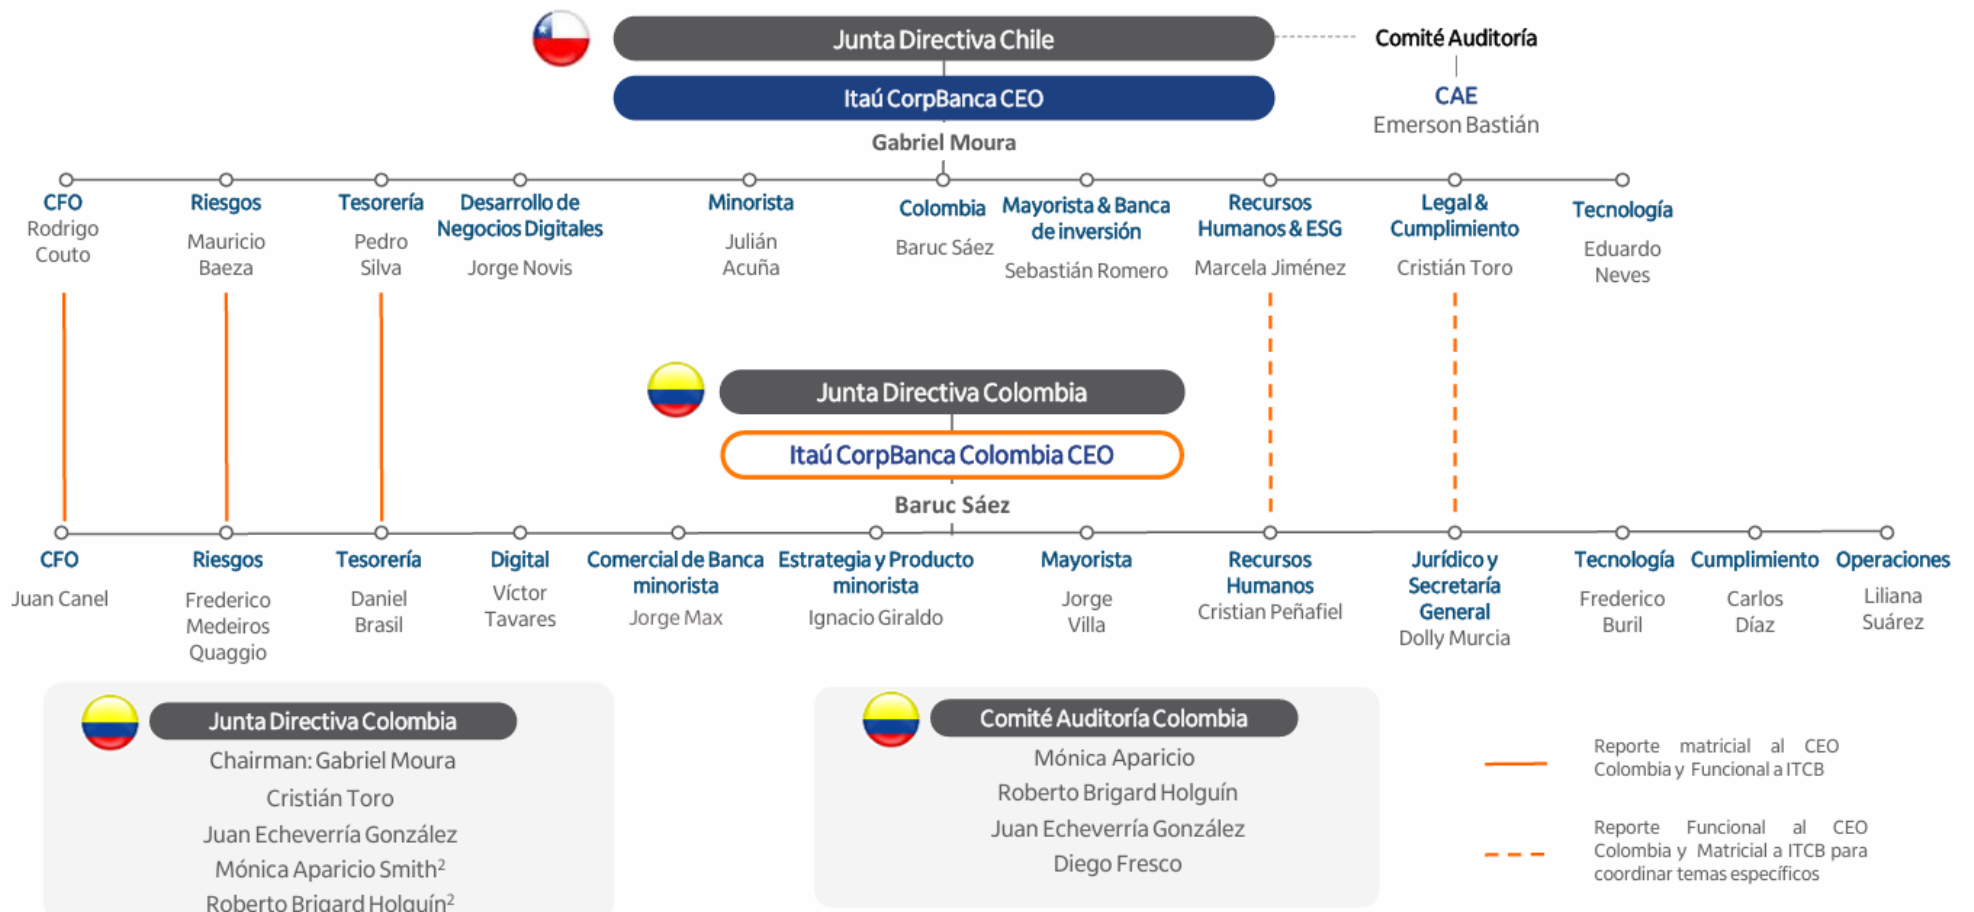 Junta Directiva Chile
Comité Auditoría
Itaú CorpBanca CEO
CAE
Emerson Bastián
Gabriel Moura
CFO
Rodrigo
Couto
Riesgos
Mauricio
Baeza
Tesorería
Pedro
Silva
Desarrollo de
Negocios Digitales
Jorge Novis
Minorista
Julián
Acuña
Colombia
Baruc Sáez
Mayorista & Banca
de inversión
Sebastián Romero
Recursos
Humanos & ESG
Marcela Jiménez
Legal &
Cumplimiento
Cristián Toro
Tecnología
Eduardo
Neves
Junta Directiva Colombia
Itaú CorpBanca Colombia CEO
Baruc Sáez
CFO
Juan Canel
Riesgos
Frederico
Medeiros
Quaggio
Tesorería
Daniel
Brasil
Digital
Víctor
Tavares
Comercial de Banca
minorista
Jorge Max
Estrategia y Producto
minorista
Ignacio Giraldo
Mayorista
Jorge
Villa
Recursos
Humanos
Cristian Peñafiel
Jurídico y
Secretaría
General
Dolly Murcia
Tecnología
Frederico
Buril
Cumplimiento
Carlos
Díaz
Operaciones
Liliana
Suárez
Junta Directiva Colombia
Chairman: Gabriel Moura
Cristián Toro
Juan Echeverría González
Mónica Aparicio Smith²
Roberto Brigard Holguín²
Comité Auditoría Colombia
Mónica Aparicio
Roberto Brigard Holguín
Juan Echeverría González
Diego Fresco
Reporte matricial al CEO
Colombia y Funcional a ITCB
Reporte Funcional al CEO
Colombia y Matricial a ITCB para
coordinar temas específicos